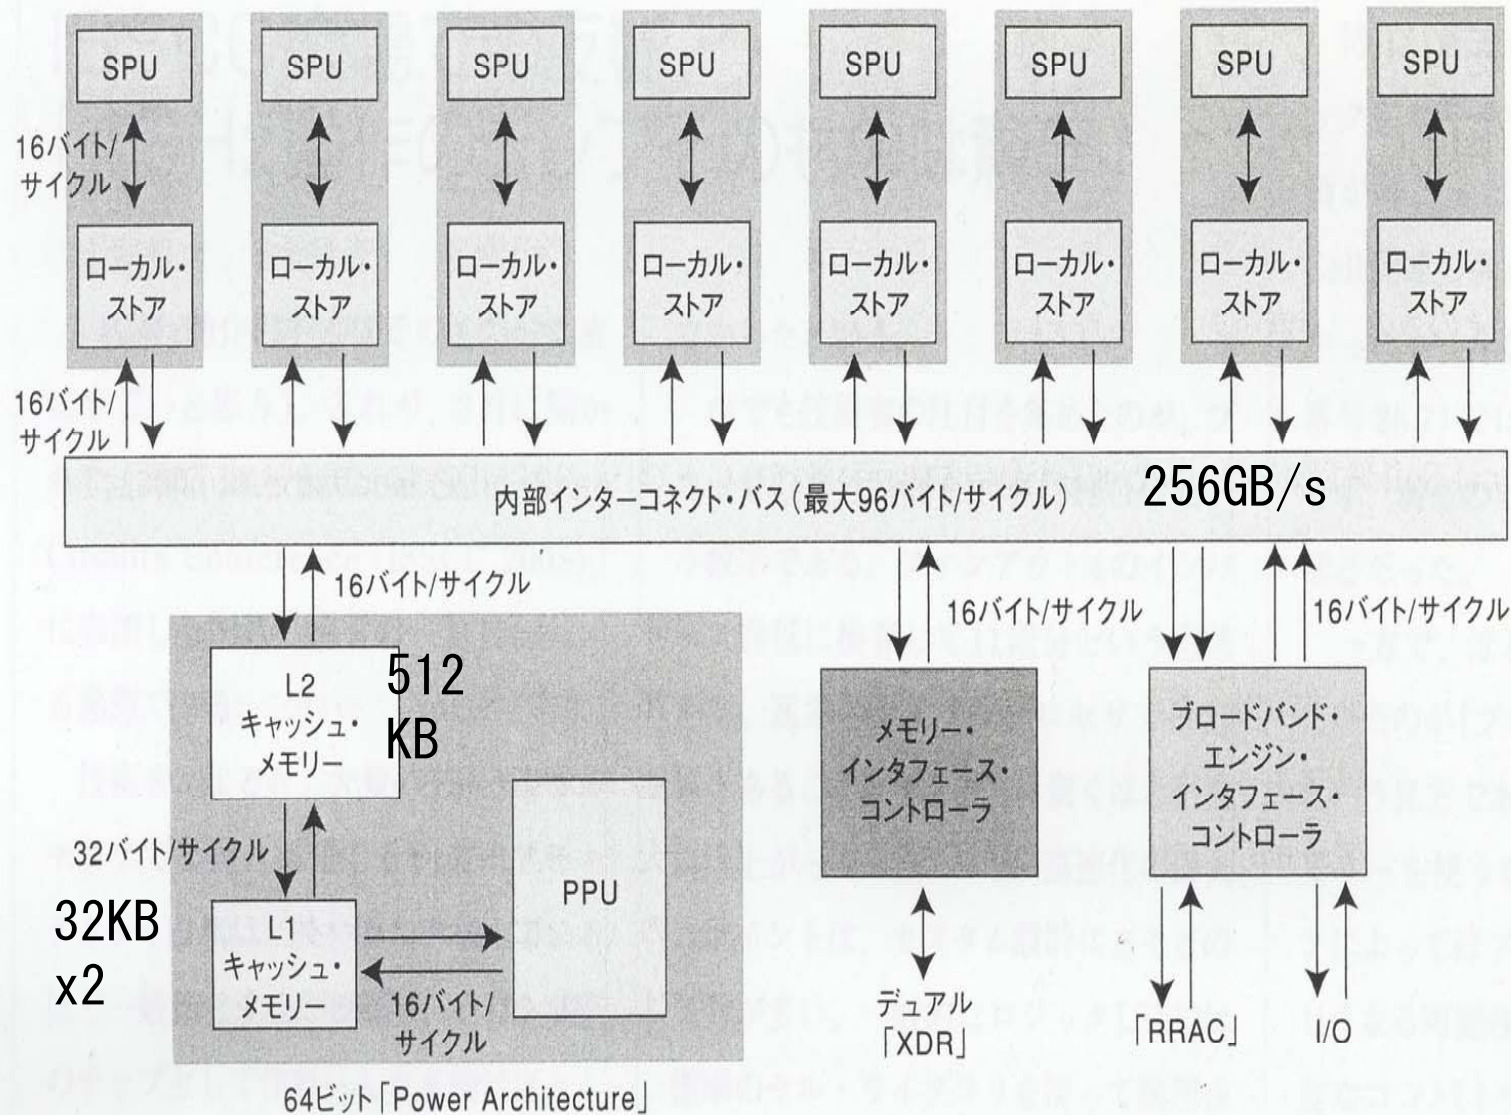 SPU
SPU
SPU
SPU
SPU
SPU
SPU
SPU
16バイト/
サイクル
ローカル・
ストア
ローカル・
ストア
ローカル・
ストア
ローカル・
ストア
ローカル・
ストア
ローカル・
ストア
ローカル・
ストア
ローカル・
ストア
16バイト/
サイクル
内部インターコネクト・バス(最大96バイト/サイクル)
256GB/s
16バイト/サイクル
16バイト/サイクル
16バイト/サイクル
L2
キャッシュ・
メモリー
512
KB
32バイト/サイクル
32KB
x2
L1
キャッシュ・
メモリー
16バイト/
サイクル
PPU
メモリー・
インタフェース・
コントローラ
ブロードバンド・
エンジン・
インタフェース・
コントローラ
デュアル
「XDR」
「RRAC」
I/O
64ビット「Power Architecture」